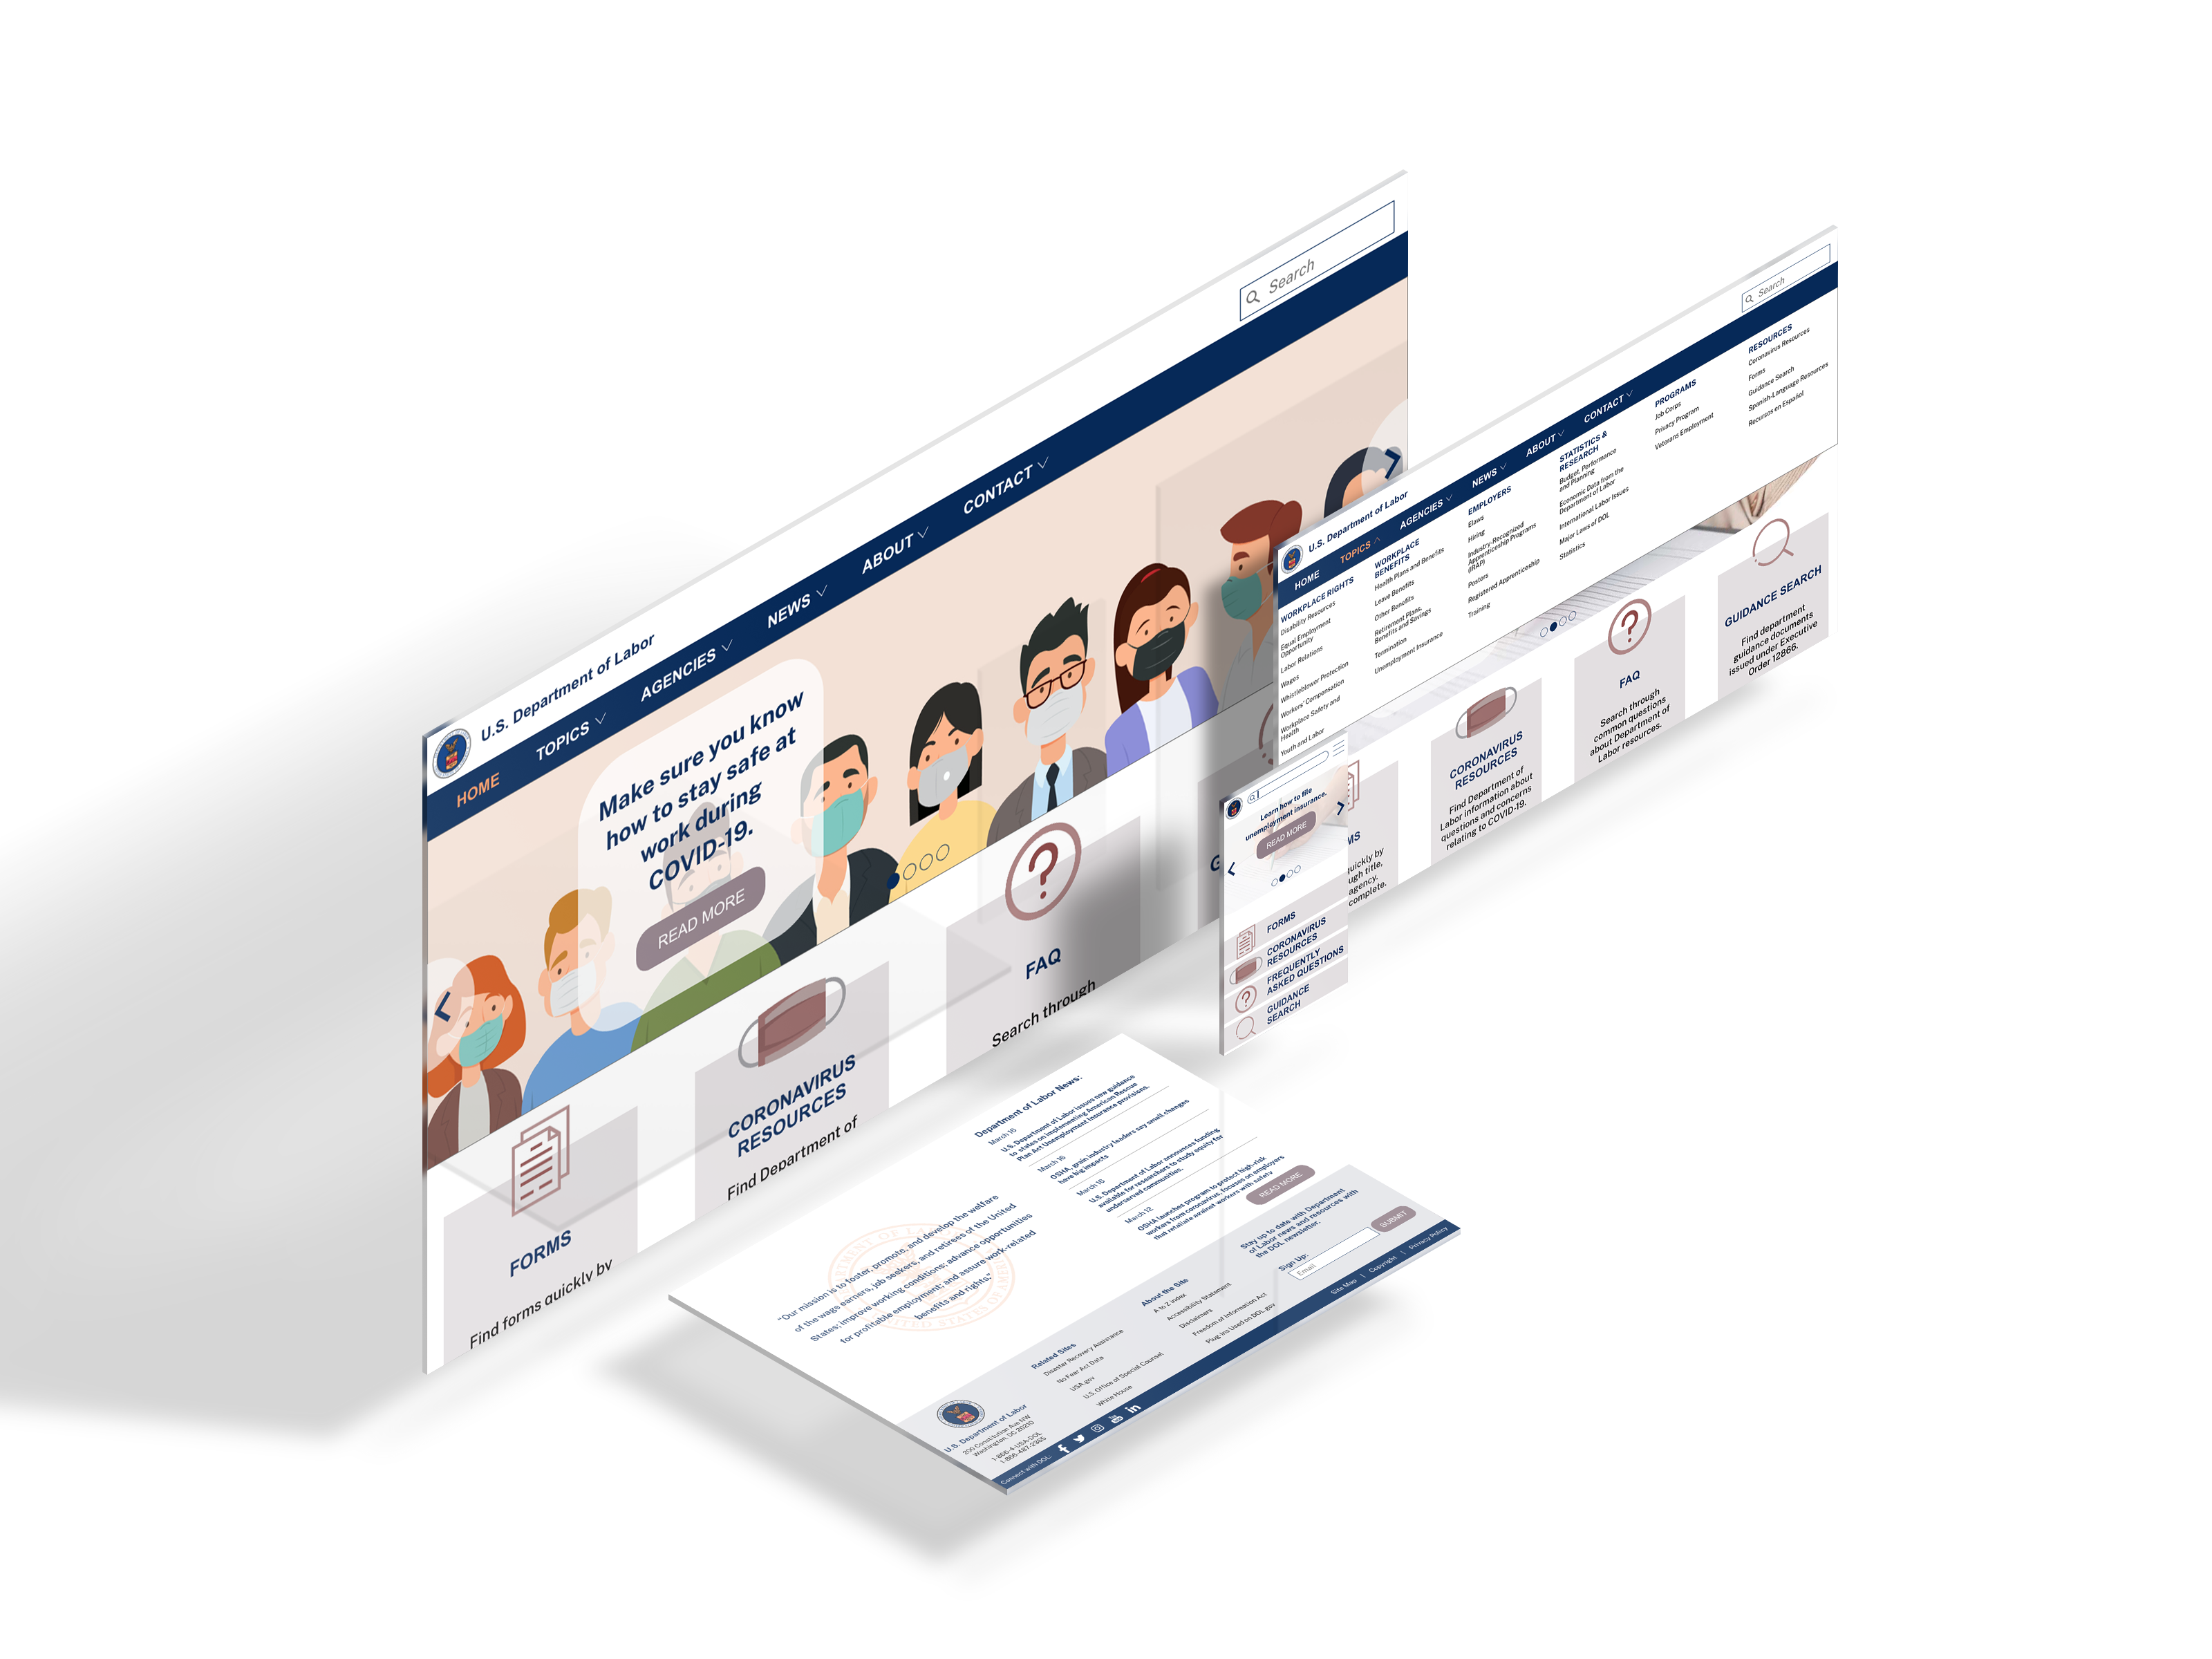 Search
U.S. Department of Labor
HOME
TOPICS
AGENCIES
NEWS
ABOUT
CONTACT
Make sure you know
how to stay safe at
work during
COVID-19.
READ MORE
FORMS
Find forms quickly by
CORONAVIRUS
RESOURCES
Find Department of
FAQ
Search through
G
Search
U.S. Department of Labor
HOME
TOPICS
AGENCIES
NEWS
ABOUT
CONTACT
WORKPLACE RIGHTS
Disability Resources
Equal Employment
Opportunity
Labor Relations
Wages
Whistleblower Protection
Workers' Compensation
Workplace Safety and
Health
Youth and Labor
WORKPLACE
BENEFITS
Health Plans and Benefits
Leave Benefits
Other Benefits
Retirement Plans,
Benefits and Savings
Termination
Unemployment Insurance
EMPLOYERS
Elaws
Hiring
Industry-Recognized
Apprenticeship Programs
(IRAP)
Posters
Registered Apprenticeship
Training
STATISTICS &
RESEARCH
Budget, Performance
and Planning
Economic Data from the
Department of Labor
International Labor Issues
Major Laws of DOL
Statistics
PROGRAMS
Job Corps
Privacy Program
Veterans Employment
RESOURCES
Coronavirus Resources
Forms
Guidance Search
Spanish-Language Resources
Recursos en Español
MS
quickly by
ugh title,
agency.
complete.
CORONAVIRUS
RESOURCES
Find Department of
Labor information about
questions and concerns
relating to COVID-19.
FAQ
Search through
common questions
about Department of
Labor resources.
GUIDANCE SEARCH
Find department
guidance documents
issued under Executive
Order 12866.
Learn how to file
unemployment insurance.
READ MORE
FORMS
CORONAVIRUS
RESOURCES
FREQUENTLY
ASKED QUESTIONS
GUIDANCE
SEARCH
"Our mission is to foster, promote, and develop the welfare
of the wage earners, job seekers, and retirees of the United
States; improve working conditions; advance opportunities
for profitable employment; and assure work-related
benefits and rights."
Department of Labor News:
March 16
U.S. Department of Labor issues new guidance
to states on implementing American Rescue
Plan Act Unemployment Insurance provisions.
March 16
OSHA, grain industry leaders say small changes
have big impacts
March 16
U.S. Department of Labor announces funding
available for researchers to study equity for
underserved communities.
March 12
OSHA launches program to protect high-risk
workers from coronavirus, focuses on employers
that retaliate against workers with safety
READ MORE
U.S. Department of Labor
200 Constitution Ave NW
Washington, DC 20210
1-866-4-USA-DOL
1-866-487-2365
Related Sites
Disaster Recovery Assistance
No Fear Act Data
USA.gov
U.S. Office of Special Counsel
White House
About the Site
A to Z index
Accessibility Statement
Disclaimers
Freedom of Information Act
Plug-Ins Used on DOL.gov
Stay up to date with Department
of Labor news and resources with
the DOL newsletter.
Sign Up:
Email
SUBMIT
Connect with DOL
Site Map | Copyright | Privacy Policy